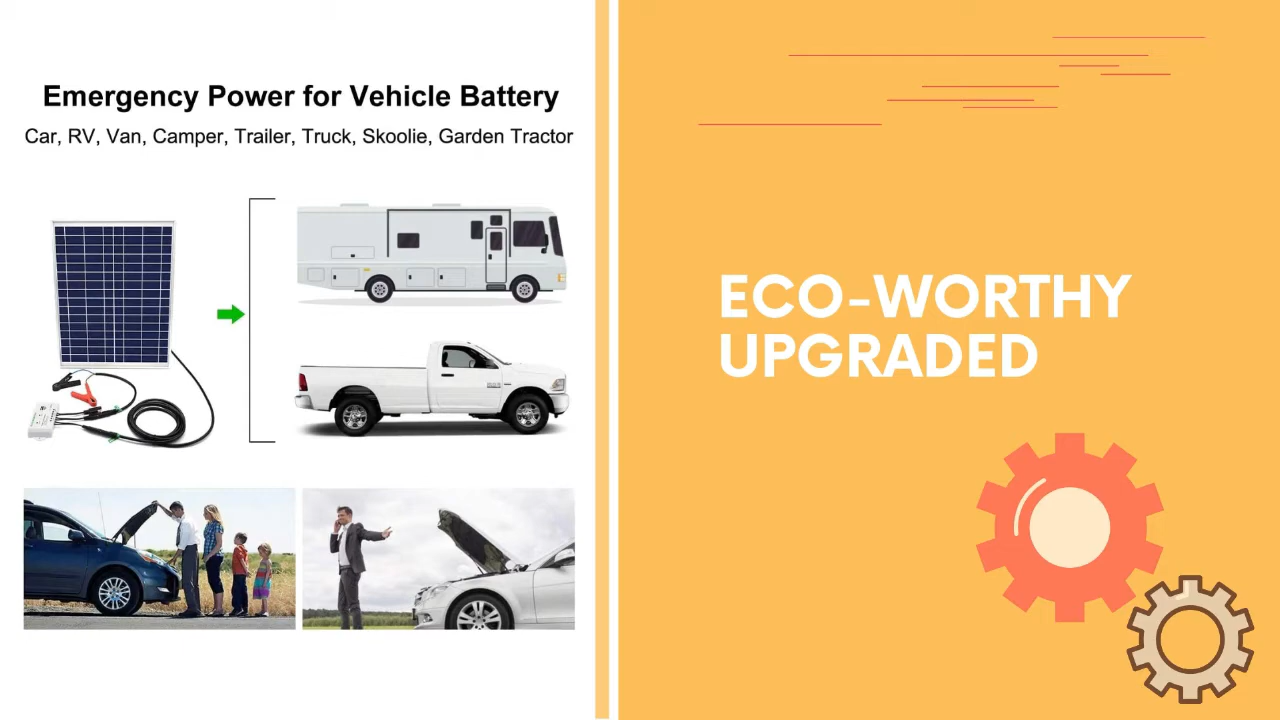 Emergency Power for Vehicle Battery
Car, RV, Van, Camper, Trailer, Truck, Skoolie, Garden Tractor
ECO-WORTHY
UPGRADED